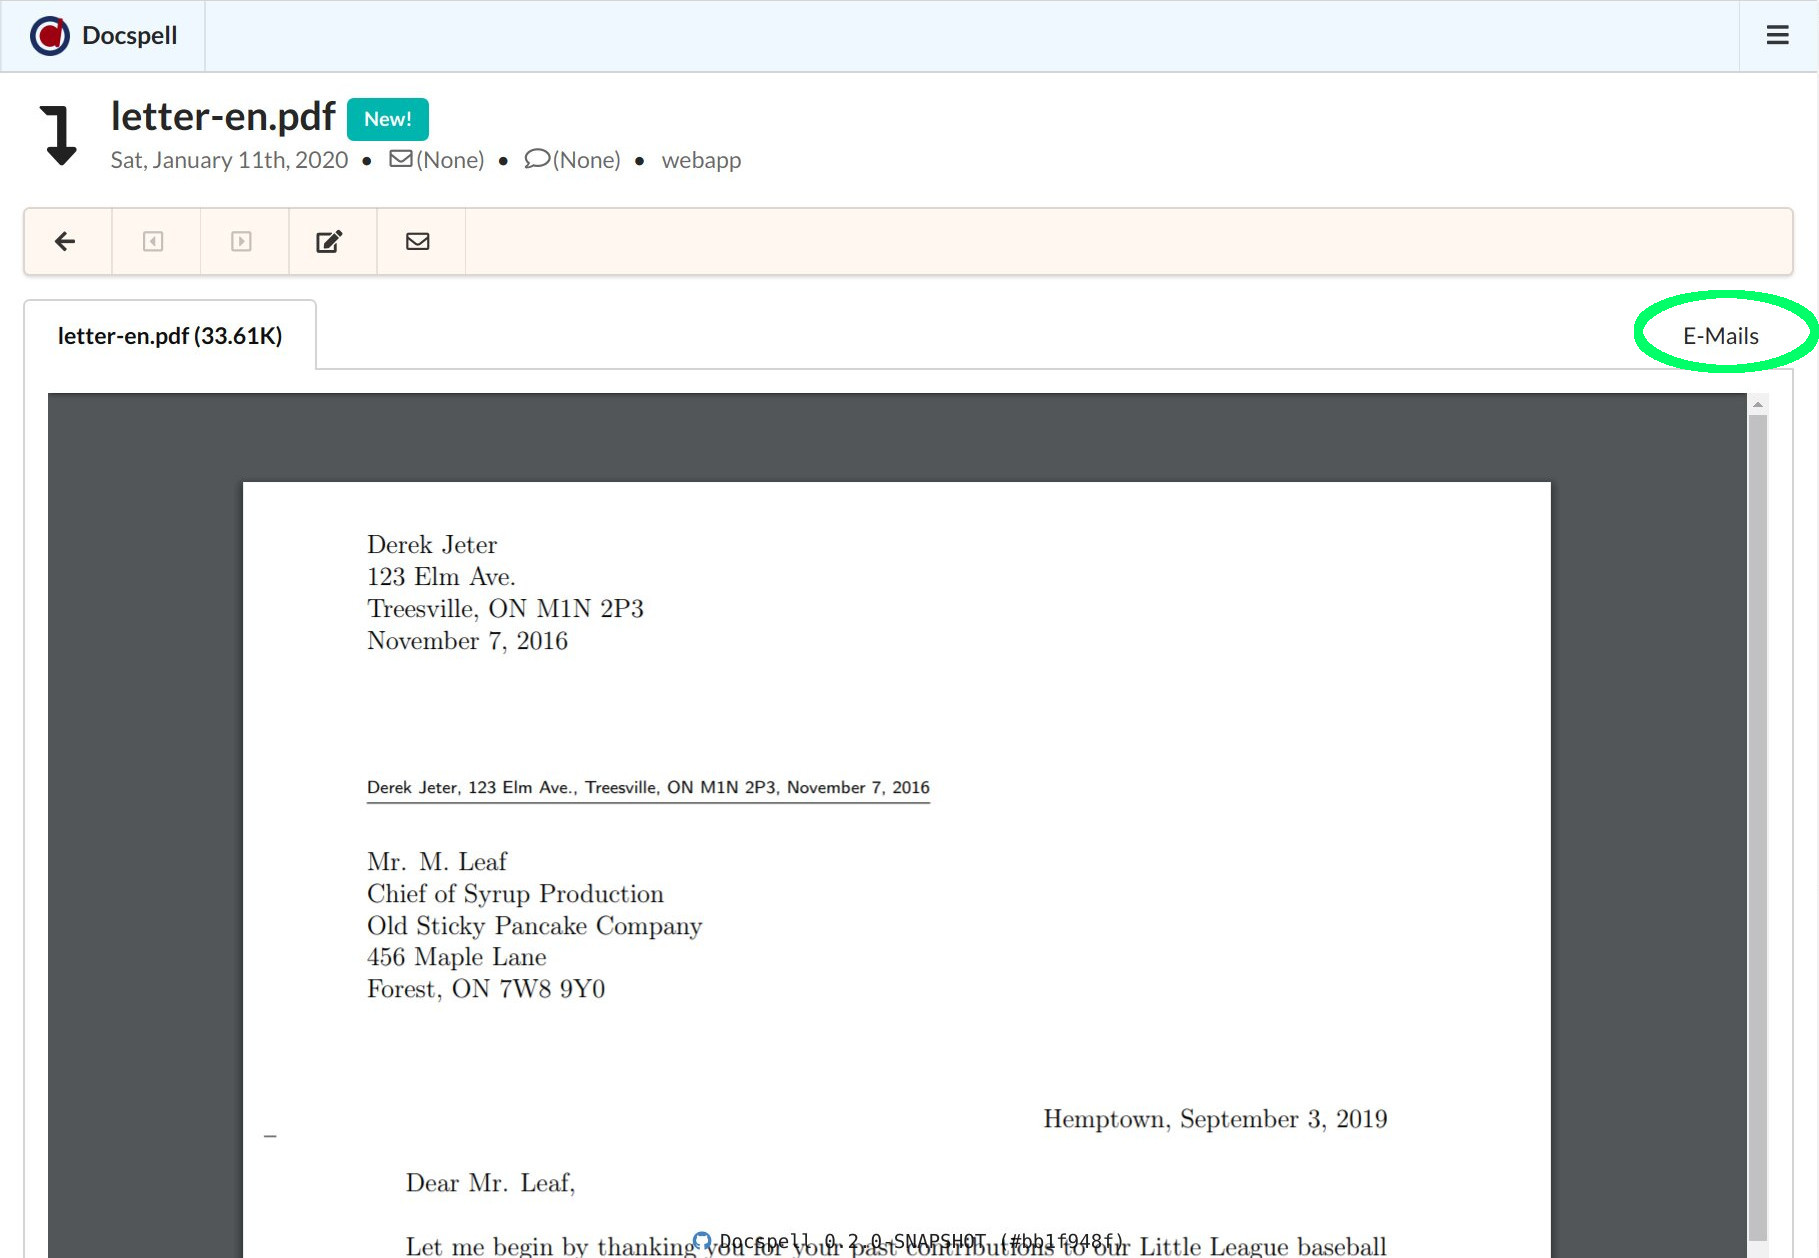 Docspell
letter-en.pdf New!
Sat, January 11th, 2020 • (None) • (None) • webapp
letter-en.pdf (33.61K)
E-Mails
Derek Jeter
123 Elm Ave.
Treesville, ON M1N 2P3
November 7, 2016
Derek Jeter, 123 Elm Ave., Treesville, ON M1N 2P3, November 7, 2016
Mr. M. Leaf
Chief of Syrup Production
Old Sticky Pancake Company
456 Maple Lane
Forest, ON 7W8 9Y0
Hemptown, September 3, 2019
Dear Mr. Leaf,
Let me begin by thanking you for your past contributions to our Little League baseball
Docspell 0.2.0-SNAPSHOT (#bb1f948f)